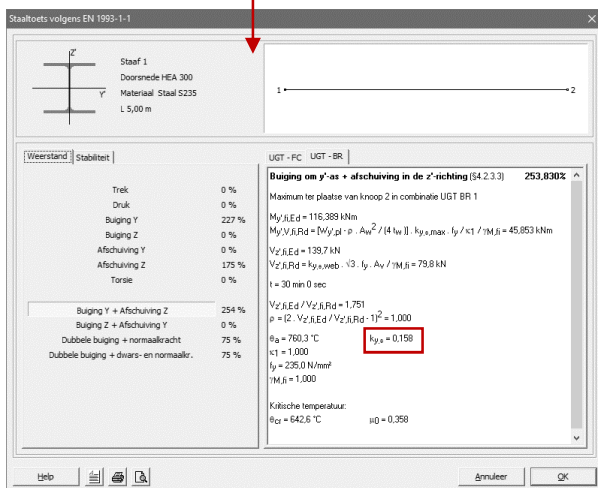 Staaltoets volgens EN 1993-1-1
Z'
Y'
Staaf 1
Doorsnede HEA 300
Materiaal Staal S235
L 5,00 m
1
2
Weerstand
Stabiliteit
Trek 0 %
Druk 0 %
Buiging Y 227 %
Buiging Z 0 %
Afschuiving Y 0 %
Afschuiving Z 175 %
Torsie 0 %
Buiging Y + Afschuiving Z 254 %
Buiging Z + Afschuiving Y 0 %
Dubbele buiging + normaalkracht 75 %
Dubbele buiging + dwars- en normaalkr. 75 %
UGT - FC
UGT - BR
Buiging om y'-as + afschuiving in de z'-richting (§4.2.3.3) 253,830%
Maximum ter plaatse van knoop 2 in combinatie UGT BR 1
My',fi,Ed = 116,389 kNm
My',V,fi,Rd = [Wy',pl - ρ . Aw² / (4 tw )] . ky,θ,max . fy / κ1 / γM,fi = 45,853 kNm
Vz',fi,Ed = 139,7 kN
Vz',fi,Rd = ky,θ,web . √3 . fy . Av / γM,fi = 79,8 kN
t = 30 min 0 sec
Vz',fi,Ed / Vz',fi,Rd = 1,751
ρ = (2 . Vz',fi,Ed / Vz',fi,Rd - 1)² = 1,000
θa = 760,3 °C ky,θ = 0,158
κ1 = 1,000
fy = 235,0 N/mm²
γM,fi = 1,000
Kritische temperatuur:
θcr = 642,6 °C μ0 = 0,358
Help
Annuleer
OK